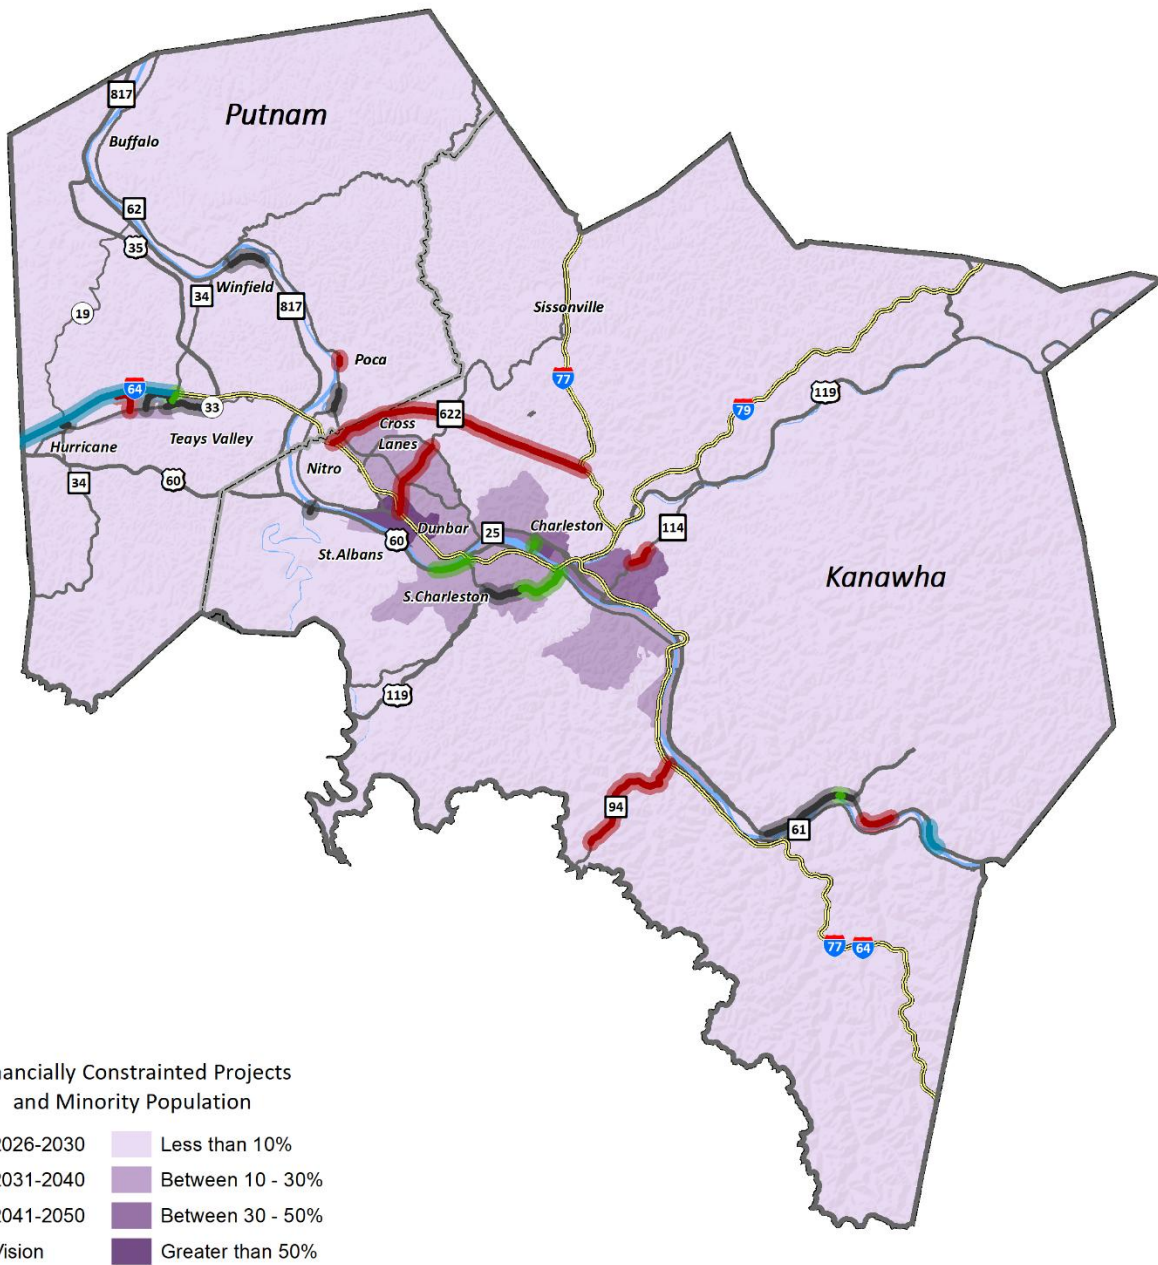 817
Putnam
Buffalo
62
35
34
Winfield
817
19
Sissonville
Poca
64
77
119
33
79
622
Cross
Lanes
Teays Valley
Hurricane
Nitro
34
60
25
Charleston
114
Dunbar
60
St.Albans
Kanawha
S.Charleston
119
94
61
77
64
nancially Constrainted Projects
and Minority Population
2026-2030 Less than 10%
2031-2040 Between 10 - 30%
2041-2050 Between 30 - 50%
Vision Greater than 50%